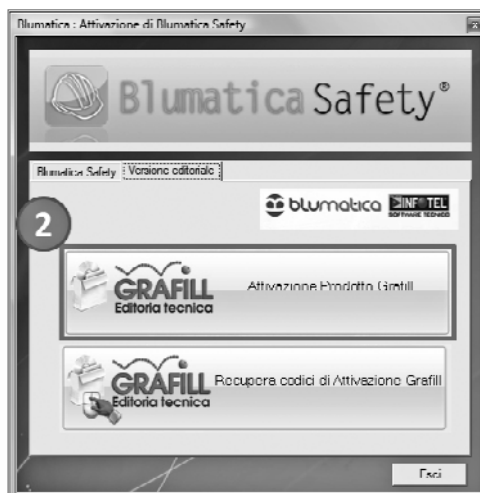 Blumatica : Attivazione di Blumatica Safety
Blumatica Safety®
Blumatica Safety
Versione editoriale
blumatica
INFOTEL
SOFTWARE TECNICO
2
GRAFILL
Editoria tecnica
Attivazione Prodotto Grafill
GRAFILL
Editoria tecnica
Recupera codici di Attivazione Grafill
Esci